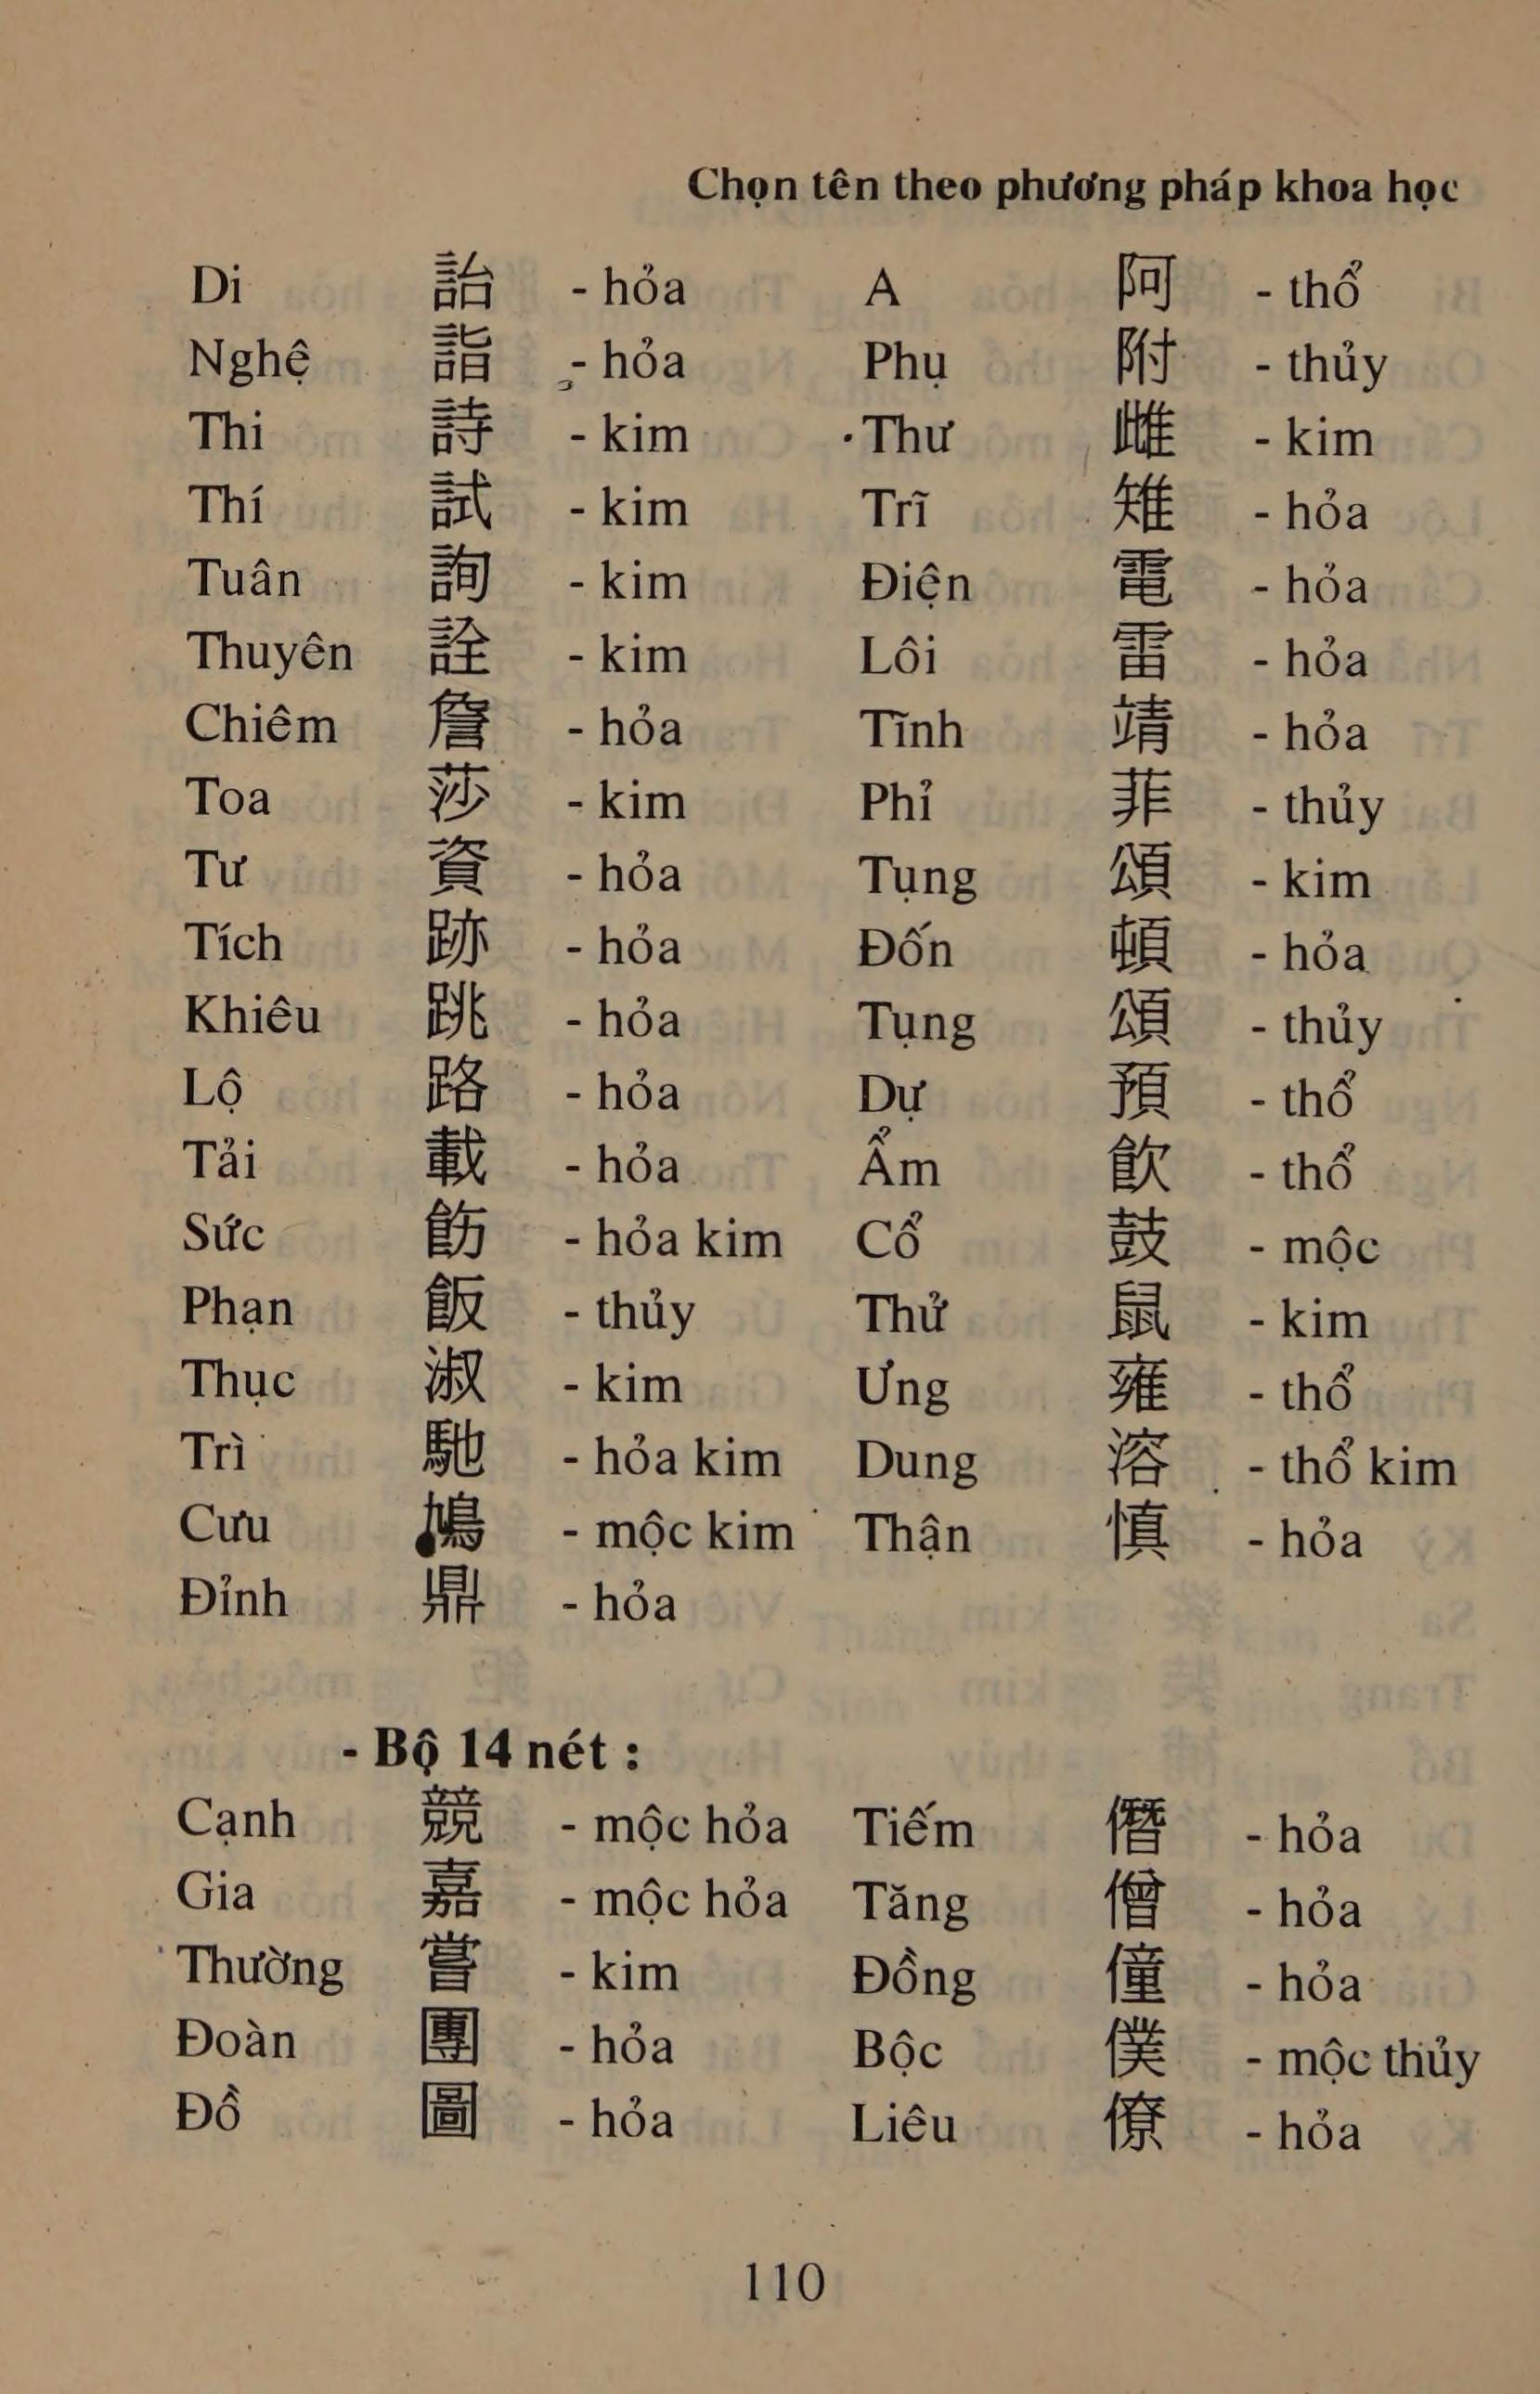 Chọn tên theo phương pháp khoa học
Di 詒 - hỏa A 阿 - thổ
Nghệ 詣 - hỏa Phụ 附 - thủy
Thi 詩 - kim Thư 雌 - kim
Thí 試 - kim Trĩ 雉 - hỏa
Tuân 詢 - kim Điện 電 - hỏa
Thuyên 詮 - kim Lôi 雷 - hỏa
Chiêm 詹 - hỏa Tĩnh 靖 - hỏa
Toa 莎 - kim Phỉ 菲 - thủy
Tư 資 - hỏa Tụng 頌 - kim
Tích 跡 - hỏa Đốn 頓 - hỏa
Khiêu 跳 - hỏa Tụng 頌 - thủy
Lộ 路 - hỏa Dự 預 - thổ
Tải 載 - hỏa Ẩm 飲 - thổ
Sức 飭 - hỏa kim Cổ 鼓 - mộc
Phạn 飯 - thủy Thử 鼠 - kim
Thục 淑 - kim Ưng 雍 - thổ
Trì 馳 - hỏa kim Dung 溶 - thổ kim
Cưu 鳩 - mộc kim Thận 慎 - hỏa
Đỉnh 鼎 - hỏa
- Bộ 14 nét :
Cạnh 競 - mộc hỏa Tiếm 僭 - hỏa
Gia 嘉 - mộc hỏa Tăng 僧 - hỏa
Thường 嘗 - kim Đồng 僮 - hỏa
Đoàn 團 - hỏa Bộc 僕 - mộc thủy
Đồ 圖 - hỏa Liêu 僚 - hỏa
110